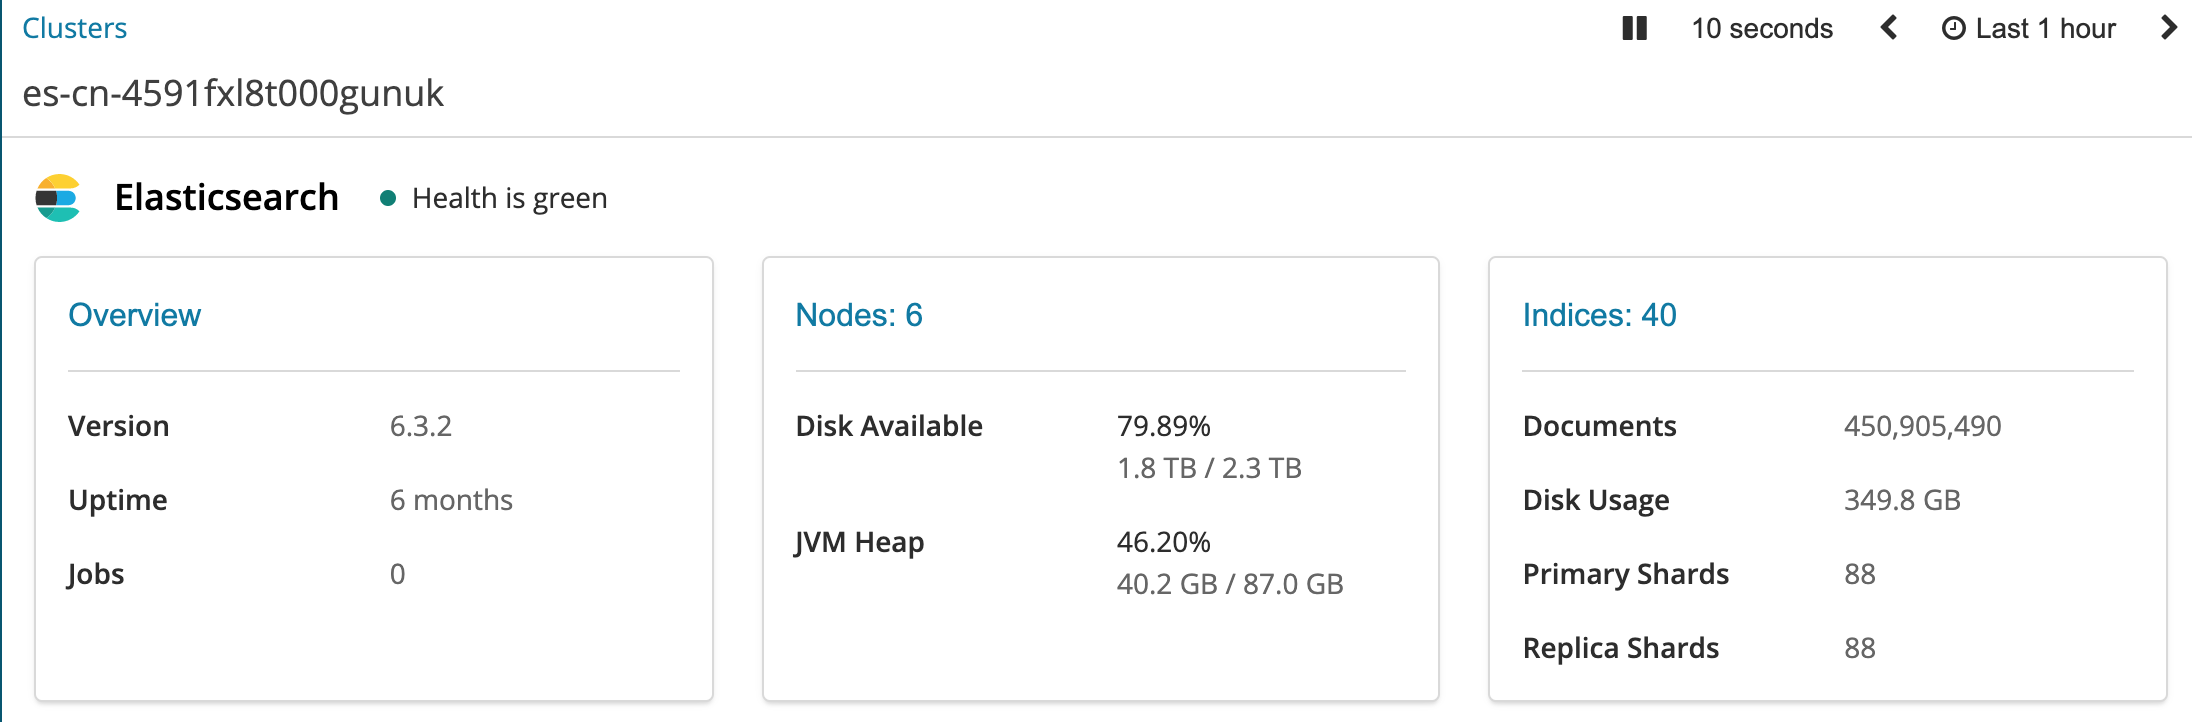 Clusters
10 seconds
Last 1 hour
es-cn-4591fxl8t000gunuk
Elasticsearch
Health is green
Overview
Version 6.3.2
Uptime 6 months
Jobs 0
Nodes: 6
Disk Available 79.89%
1.8 TB / 2.3 TB
JVM Heap 46.20%
40.2 GB / 87.0 GB
Indices: 40
Documents 450,905,490
Disk Usage 349.8 GB
Primary Shards 88
Replica Shards 88